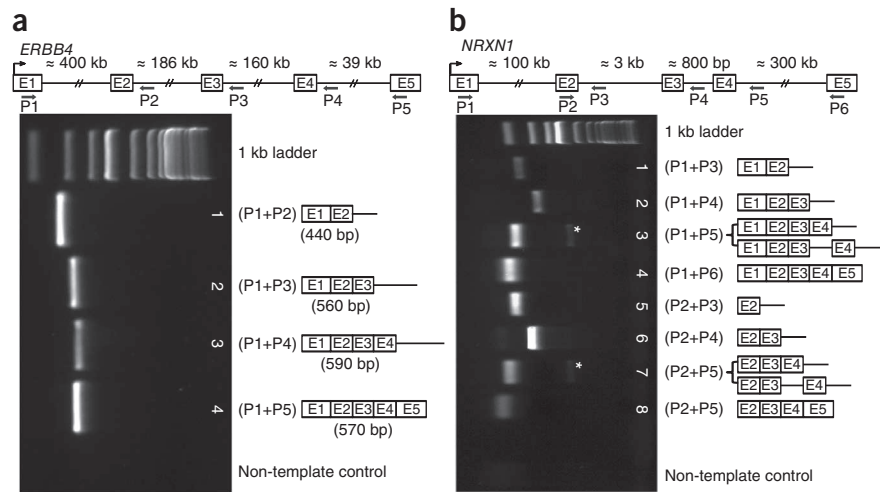 a
ERBB4
≈ 400 kb ≈ 186 kb ≈ 160 kb ≈ 39 kb
E1 E2 E3 E4 E5
P1 P2 P3 P4 P5
1 kb ladder
1 (P1+P2) E1 E2
(440 bp)
2 (P1+P3) E1 E2 E3
(560 bp)
3 (P1+P4) E1 E2 E3 E4
(590 bp)
4 (P1+P5) E1 E2 E3 E4 E5
(570 bp)
Non-template control
b
NRXN1
≈ 100 kb ≈ 3 kb ≈ 800 bp ≈ 300 kb
E1 E2 E3 E4 E5
P1 P2 P3 P4 P5 P6
1 kb ladder
1 (P1+P3) E1 E2
2 (P1+P4) E1 E2 E3
* 3 (P1+P5) E1 E2 E3 E4
E1 E2 E3 E4
4 (P1+P6) E1 E2 E3 E4 E5
5 (P2+P3) E2
6 (P2+P4) E2 E3
* 7 (P2+P5) E2 E3 E4
E2 E3 E4
8 (P2+P5) E2 E3 E4 E5
Non-template control